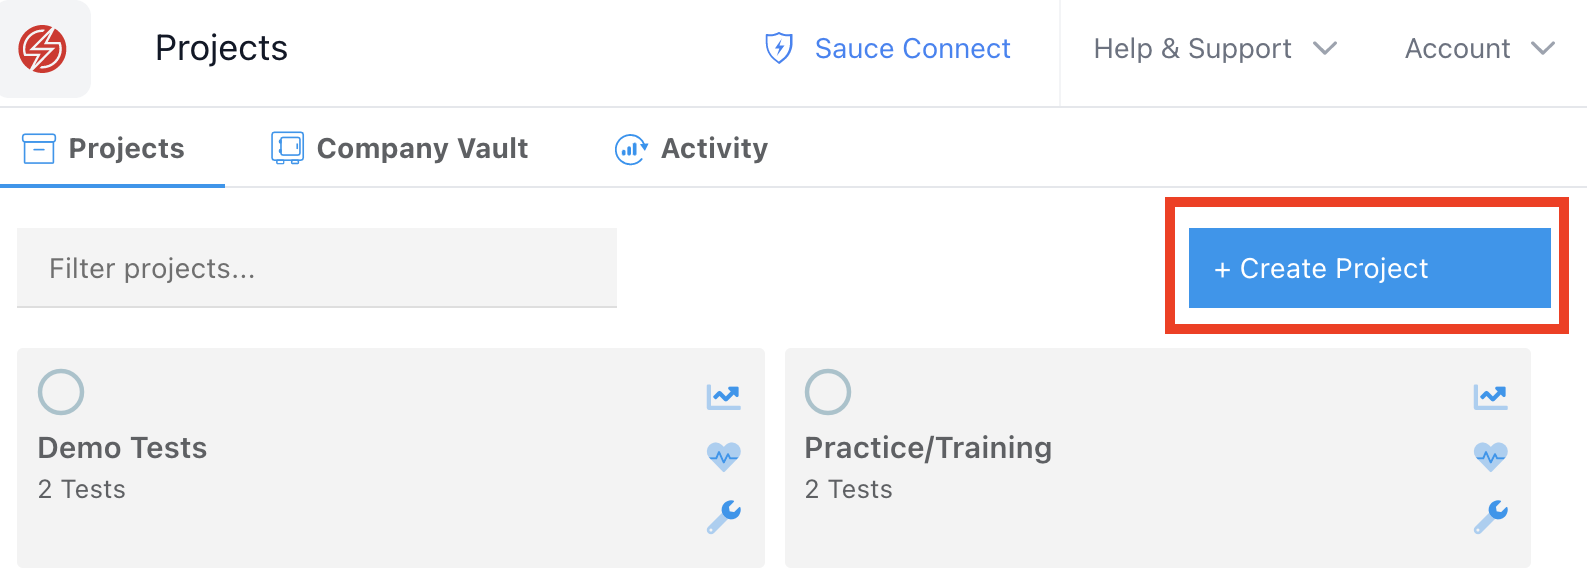 Projects
Sauce Connect
Help & Support
Account
Projects
Company Vault
Activity
Filter projects...
+ Create Project
Demo Tests
2 Tests
Practice/Training
2 Tests